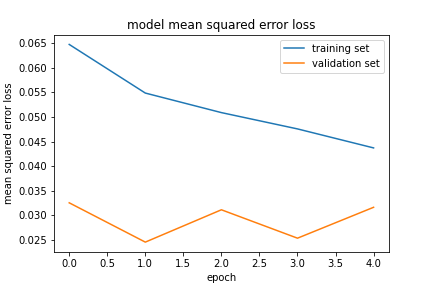 model mean squared error loss
training set
validation set
mean squared error loss
0.065
0.060
0.055
0.050
0.045
0.040
0.035
0.030
0.025
0.0 0.5 1.0 1.5 2.0 2.5 3.0 3.5 4.0
epoch